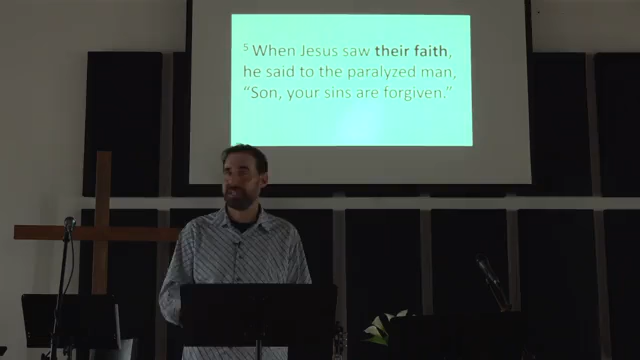 5 When Jesus saw their faith,
he said to the paralyzed man,
“Son, your sins are forgiven.”